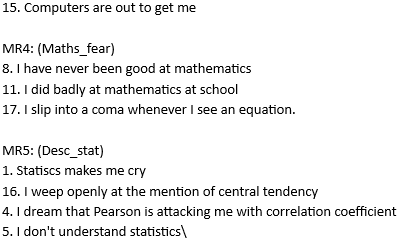 15. Computers are out to get me
MR4: (Maths_fear)
8. I have never been good at mathematics
11. I did badly at mathematics at school
17. I slip into a coma whenever I see an equation.
MR5: (Desc_stat)
1. Statiscs makes me cry
16. I weep openly at the mention of central tendency
4. I dream that Pearson is attacking me with correlation coefficient
5. I don't understand statistics\